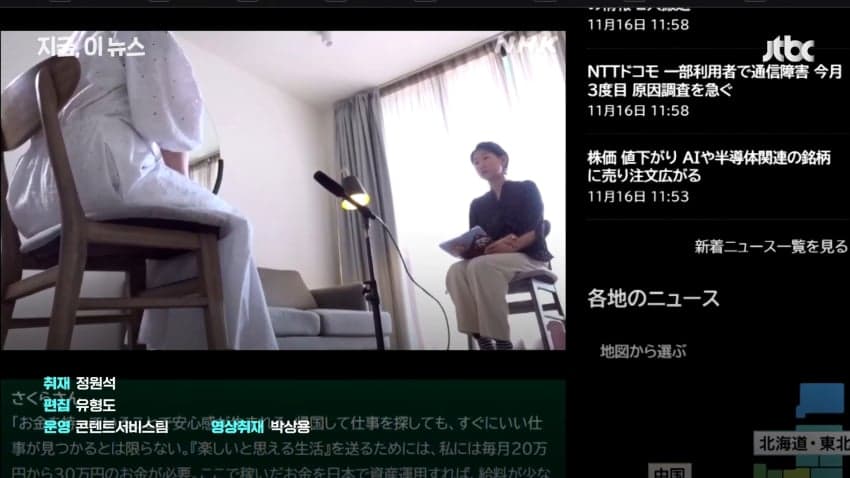 지금, 이 뉴스
NHK
jtbc
11月16日 11:58
NTTドコモ 一部利用者で通信障害 今月
3度目 原因調査を急ぐ
11月16日 11:58
株価 値下がり AIや半導体関連の銘柄
に売り注文広がる
11月16日 11:53
新着ニュース一覧を見る
各地のニュース
地図から選ぶ
北海道・東北
中国
さくらさん
취재 정원석
편집 유형도
운영 콘텐트서비스팀
영상취재 박상용
「お金を
帰国して仕事を探しても、すぐにいい仕
事が見つかるとは限らない。『楽しいと思える生活』を送るためには、私には毎月20万
円から30万円のお金が必要。ここで稼いだお金を日本で資産運用すれば、給料が少な